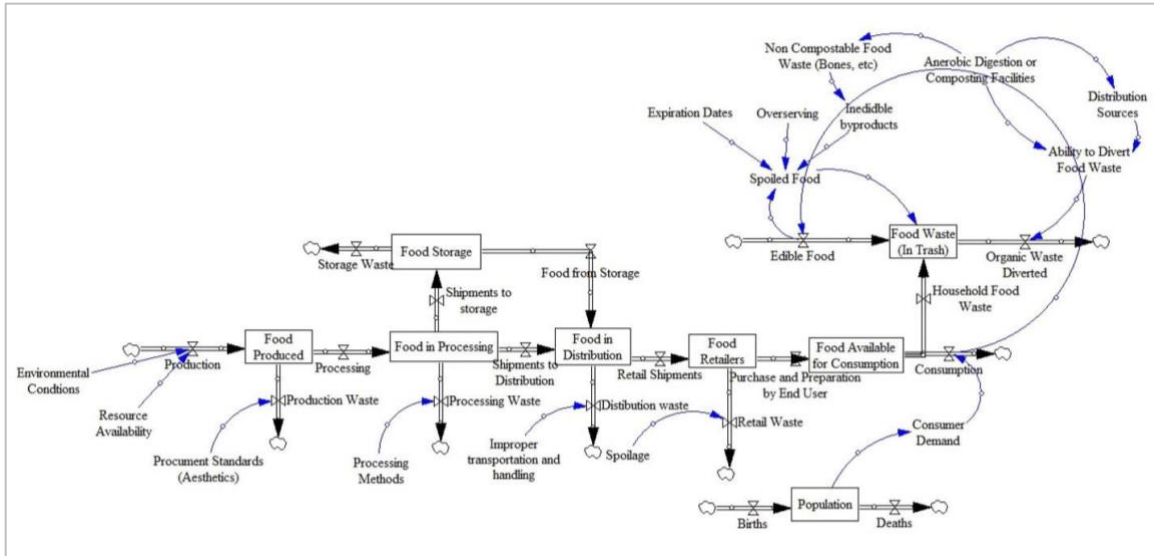 Non Compostable Food
Waste (Bones, etc)
Anerobic Digestion or
Composting Facilities
Distribution
Sources
Expiration Dates
Overserving
Inedidble
byproducts
Ability to Divert
Food Waste
Spoiled Food
Food Waste
(In Trash)
Edible Food
Organic Waste
Diverted
Storage Waste
Food Storage
Food from Storage
Shipments to
storage
Household Food
Waste
Food
Produced
Food in Processing
Food in
Distribution
Food
Retailers
Food Available
for Consumption
Production
Processing
Shipments to
Distribution
Retail Shipments
Purchase and Preparation
by End User
Consumption
Environmental
Condtions
Resource
Availability
Production Waste
Processing Waste
Distibution waste
Retail Waste
Procument Standards
(Aesthetics)
Processing
Methods
Improper
transportation and
handling
Spoilage
Consumer
Demand
Population
Births
Deaths